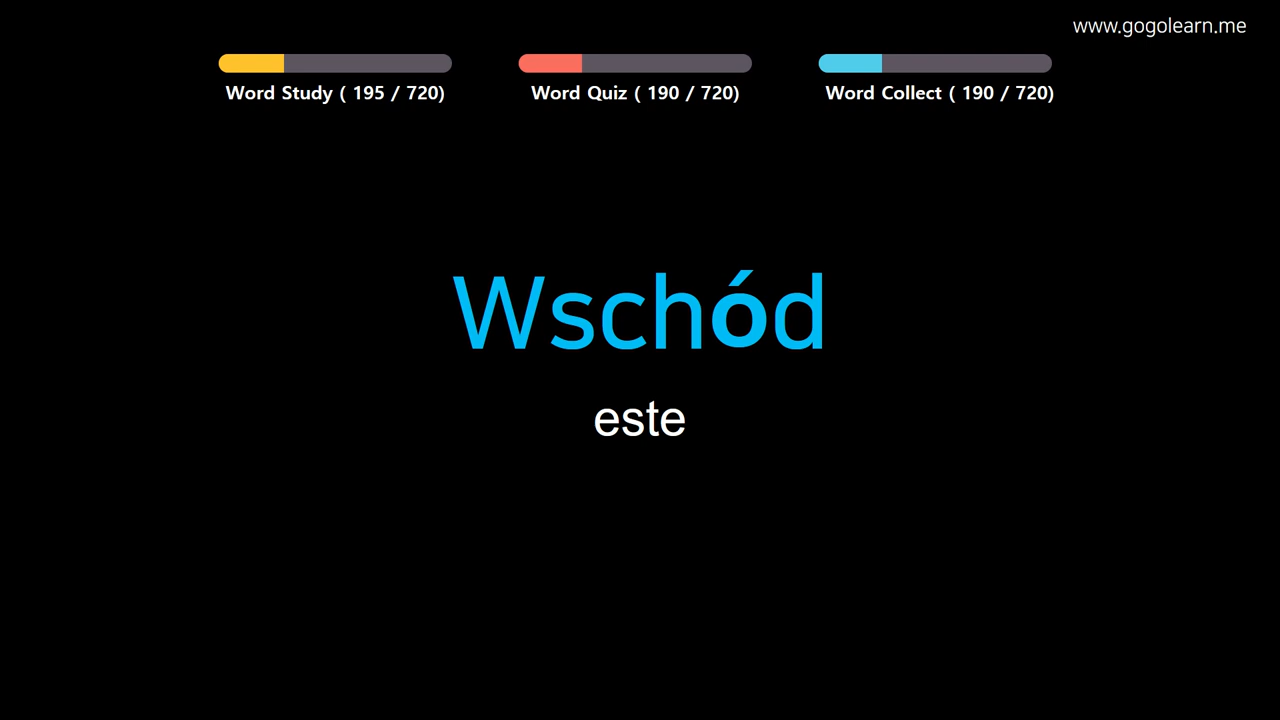 www.gogolearn.me
Word Study ( 195 / 720)
Word Quiz ( 190 / 720)
Word Collect ( 190 / 720)
Wschód
este